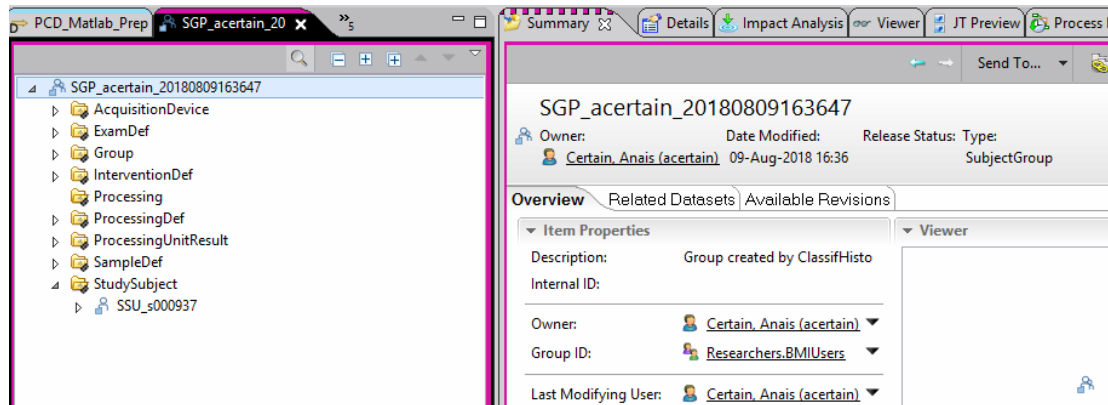 PCD_Matlab_Prep
SGP_acertain_20
»5
SGP_acertain_20180809163647
AcquisitionDevice
ExamDef
Group
InterventionDef
Processing
ProcessingDef
ProcessingUnitResult
SampleDef
StudySubject
SSU_s000937
Summary Details Impact Analysis Viewer JT Preview Process
Send To...
SGP_acertain_20180809163647
Owner: Date Modified: Release Status: Type:
Certain, Anais (acertain) 09-Aug-2018 16:36 SubjectGroup
Overview Related Datasets Available Revisions
Item Properties
Description: Group created by ClassifHisto
Internal ID:
Owner: Certain, Anais (acertain)
Group ID: Researchers.BMIUsers
Last Modifying User: Certain, Anais (acertain)
Viewer